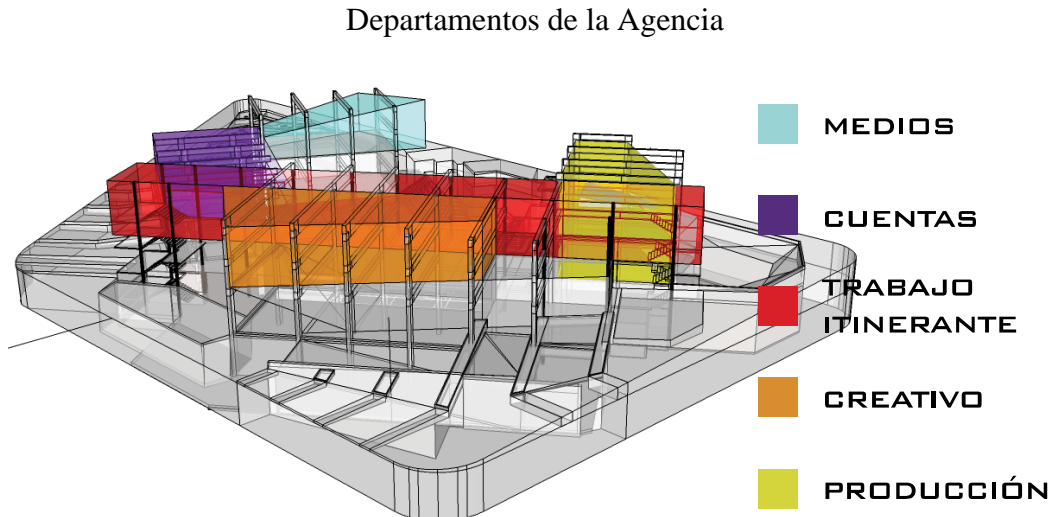 Departamentos de la Agencia
MEDIOS
CUENTAS
TRABAJO
ITINERANTE
CREATIVO
PRODUCCIÓN